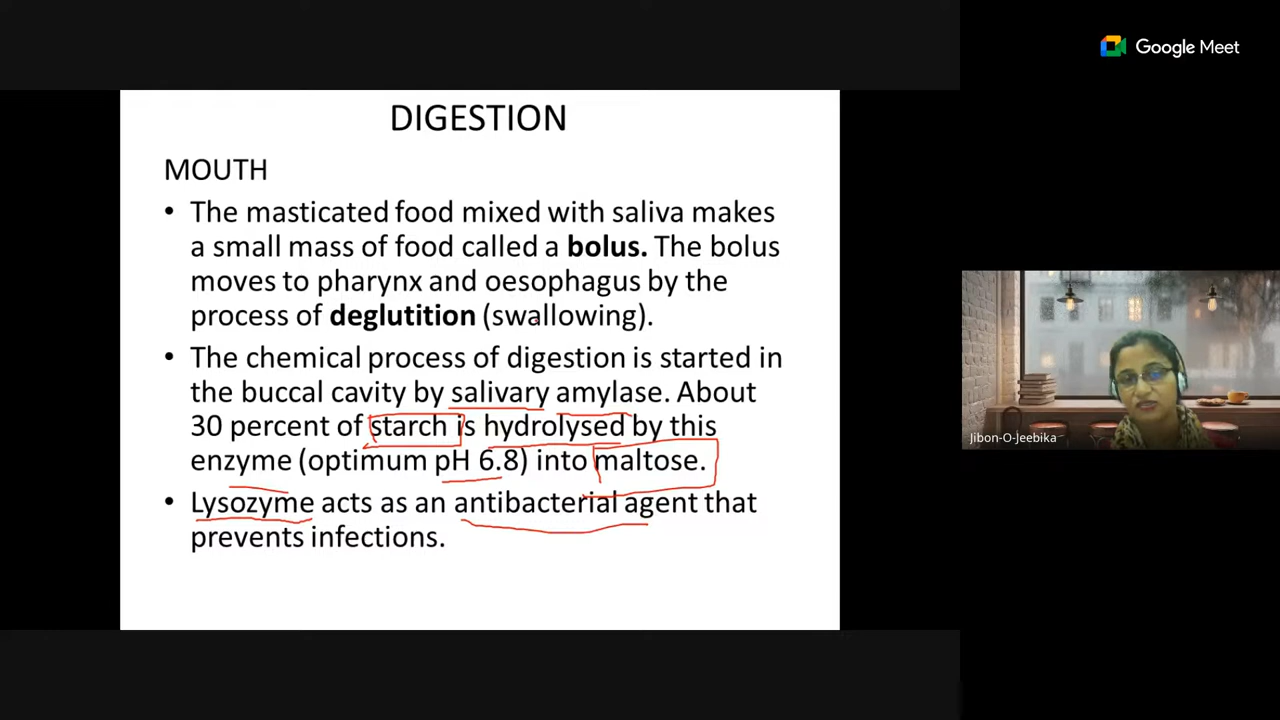 Google Meet
DIGESTION
MOUTH
• The masticated food mixed with saliva makes
a small mass of food called a bolus. The bolus
moves to pharynx and oesophagus by the
process of deglutition (swallowing).
• The chemical process of digestion is started in
the buccal cavity by salivary amylase. About
30 percent of starch is hydrolysed by this
enzyme (optimum pH 6.8) into maltose.
• Lysozyme acts as an antibacterial agent that
prevents infections.
Jibon-O-Jeebika